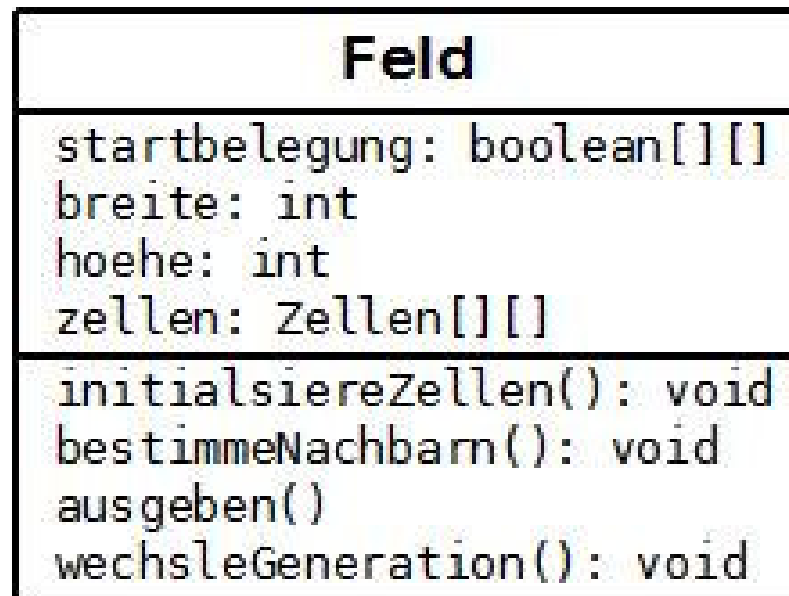 Feld
startbelegung: boolean[][]
breite: int
hoehe: int
zellen: Zellen[][]
initialsiereZellen(): void
bestimmeNachbarn(): void
ausgeben()
wechsleGeneration(): void